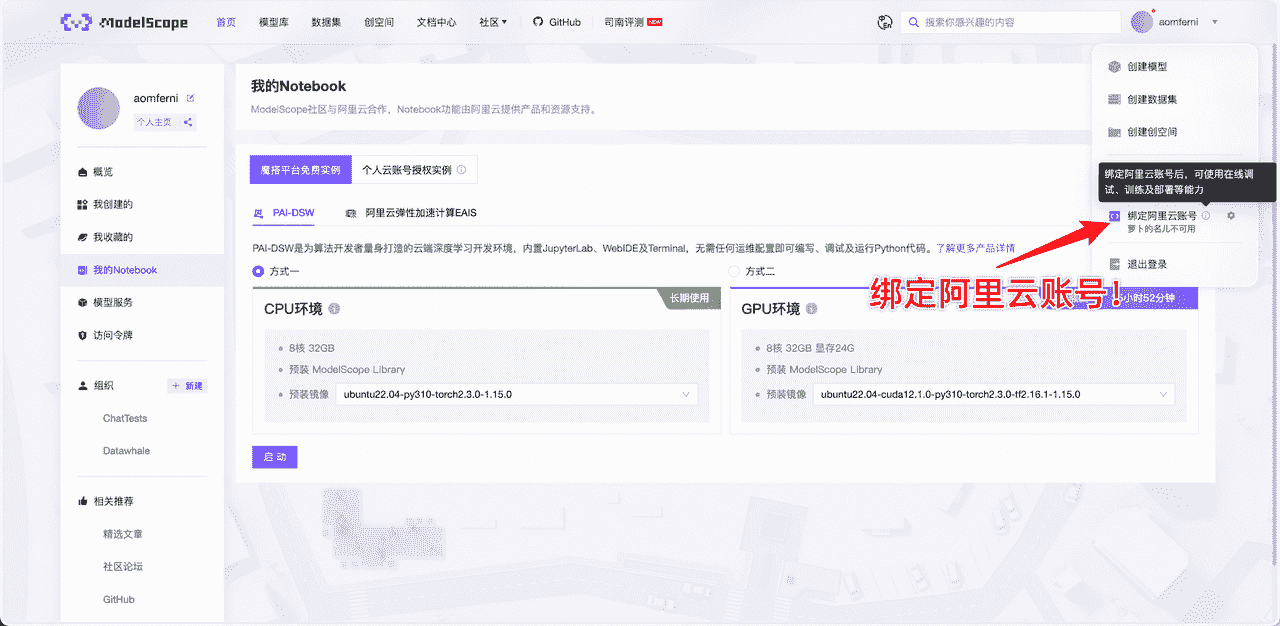 ModelScope 首页 模型库 数据集 创空间 文档中心 社区 GitHub 司南评测 NEW En 搜索你感兴趣的内容 aomferni
aomferni
个人主页
概览
我创建的
我收藏的
我的Notebook
模型服务
访问令牌
组织 + 新建
ChatTests
Datawhale
相关推荐
精选文章
社区论坛
GitHub
我的Notebook
ModelScope社区与阿里云合作，Notebook功能由阿里云提供产品和资源支持。
魔搭平台免费实例 个人云账号授权实例
PAI-DSW 阿里云弹性加速计算EAIS
PAI-DSW是为算法开发者量身打造的云端深度学习开发环境，内置JupyterLab、WebIDE及Terminal，无需任何运维配置即可编写、调试及运行Python代码。了解更多产品详情
方式一
CPU环境 长期使用
8核 32GB
预装 ModelScope Library
预装镜像 ubuntu22.04-py310-torch2.3.0-1.15.0
方式二
GPU环境 小时52分钟
8核 32GB 显存24G
预装 ModelScope Library
预装镜像 ubuntu22.04-cuda12.1.0-py310-torch2.3.0-tf2.16.1-1.15.0
启动
创建模型
创建数据集
创建创空间
绑定阿里云账号后，可使用在线调
试、训练及部署等能力
绑定阿里云账号
萝卜的名儿不可用
退出登录
绑定阿里云账号！